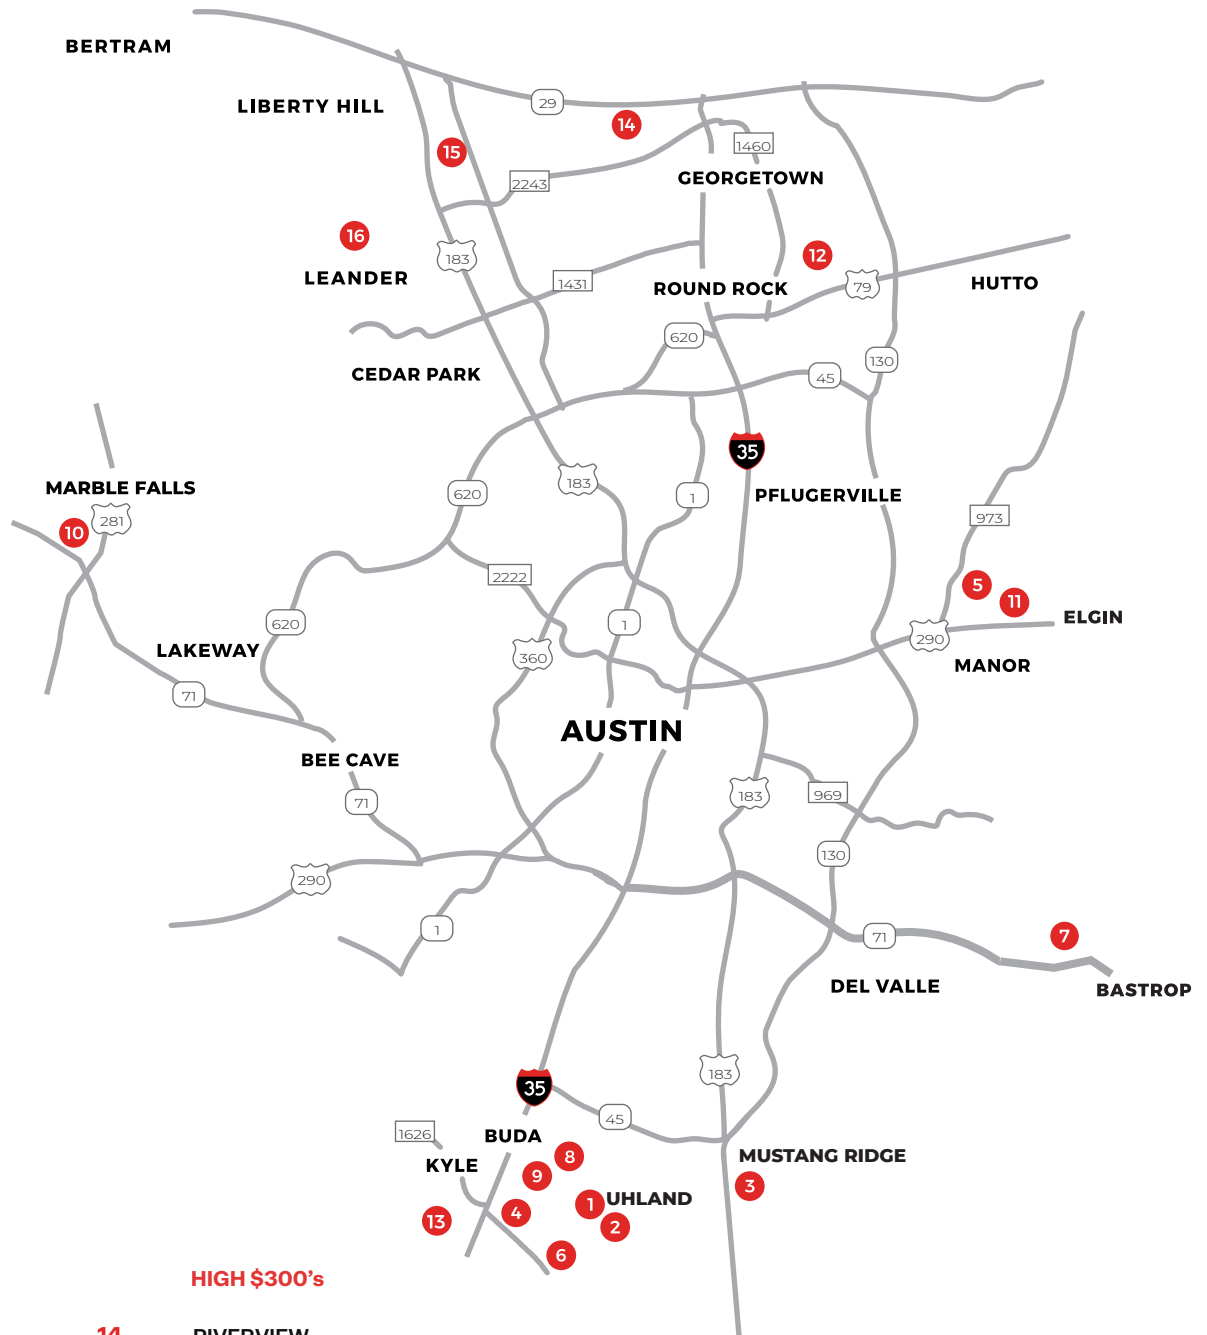 BERTRAM
LIBERTY HILL
29
14
15
1460
2243
GEORGETOWN
16
183
12
LEANDER
1431
ROUND ROCK
79
HUTTO
620
130
CEDAR PARK
45
35
MARBLE FALLS
183
620
1
PFLUGERVILLE
281
10
973
2222
5
11
620
1
ELGIN
290
LAKEWAY
360
MANOR
71
AUSTIN
BEE CAVE
183
969
71
130
290
1
71
7
DEL VALLE
BASTROP
183
35
45
1626
BUDA
8
MUSTANG RIDGE
KYLE
9
3
1
UHLAND
4
13
2
6
HIGH $300's
14 RIVERVIEW